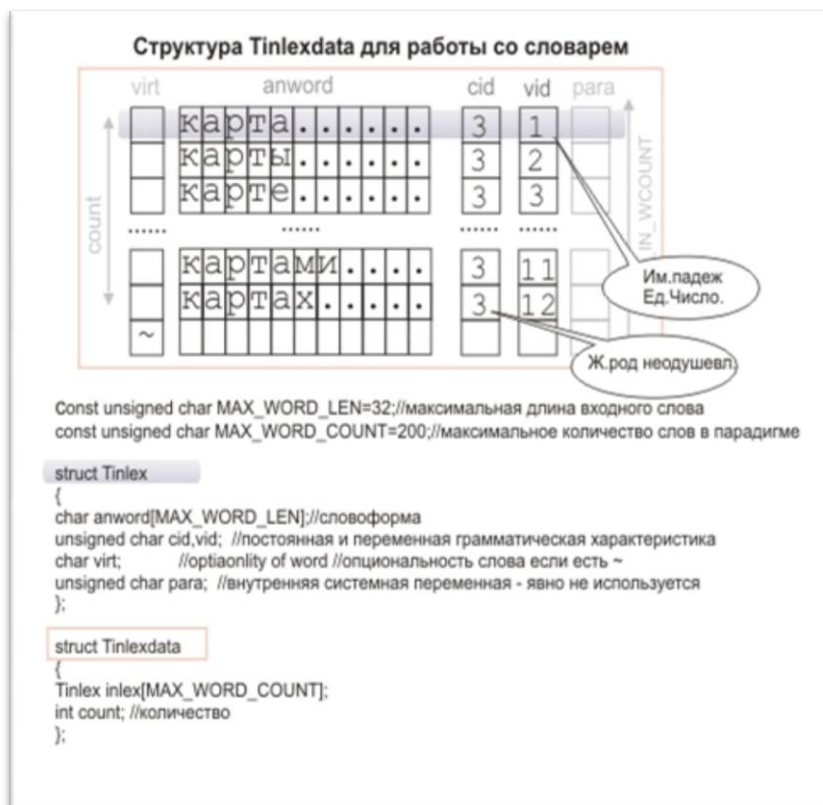 Структура Tinlexdata для работы со словарем
virt anword cid vid para
карта...... 3 1
карты...... 3 2
карте...... 3 3
...... ...... ...... ......
картами.... 3 11
картах..... 3 12
~
count
IN_WCOUNT
Им.падеж
Ед.Число.
Ж.род неодушевл.
Const unsigned char MAX_WORD_LEN=32;//максимальная длина входного слова
const unsigned char MAX_WORD_COUNT=200;//максимальное количество слов в парадигме
struct Tinlex
{
char anword[MAX_WORD_LEN];//словоформа
unsigned char cid,vid; //постоянная и переменная грамматическая характеристика
char virt; //optiaonlity of word //опциональность слова если есть ~
unsigned char para; //внутренняя системная переменная - явно не используется
};
struct Tinlexdata
{
Tinlex inlex[MAX_WORD_COUNT];
int count; //количество
};